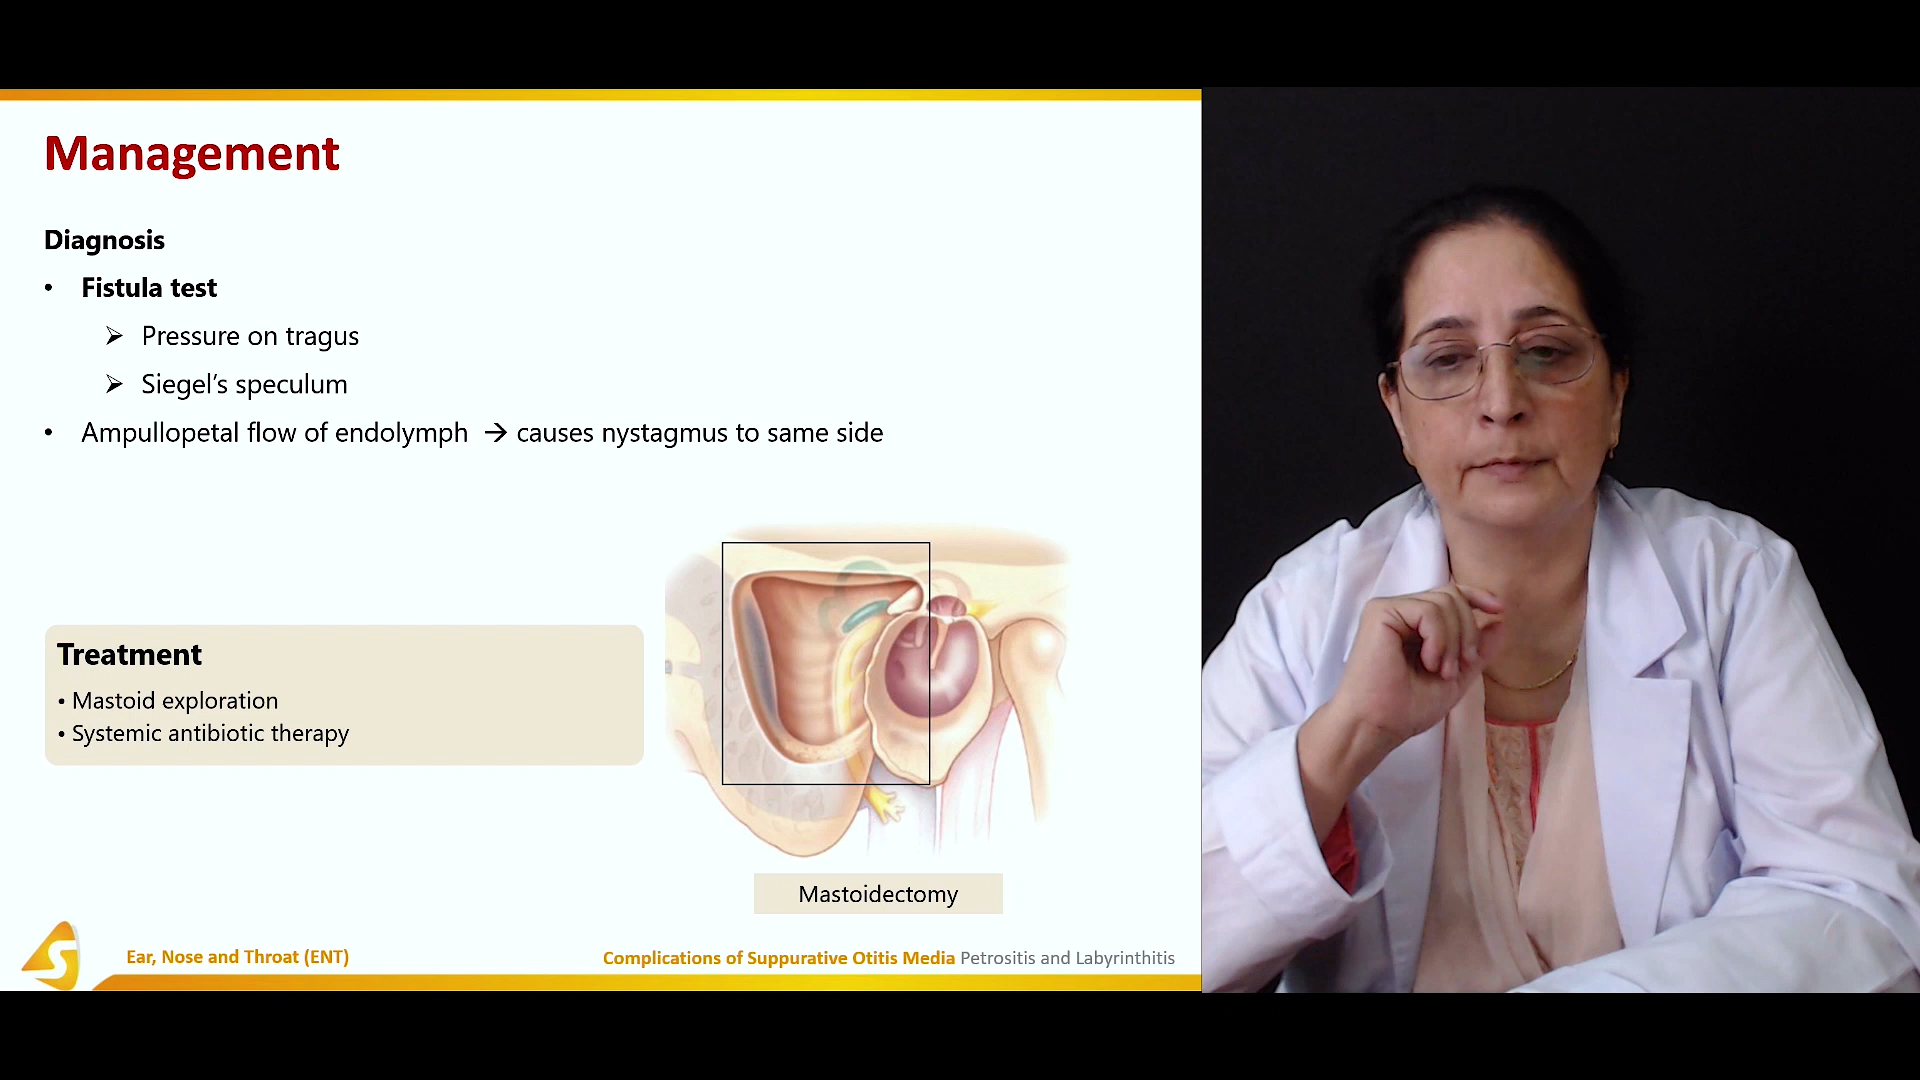 Management
Diagnosis
• Fistula test
➢ Pressure on tragus
➢ Siegel’s speculum
• Ampullopetal flow of endolymph → causes nystagmus to same side
Treatment
• Mastoid exploration
• Systemic antibiotic therapy
Mastoidectomy
S
Ear, Nose and Throat (ENT)
Complications of Suppurative Otitis Media Petrositis and Labyrinthitis